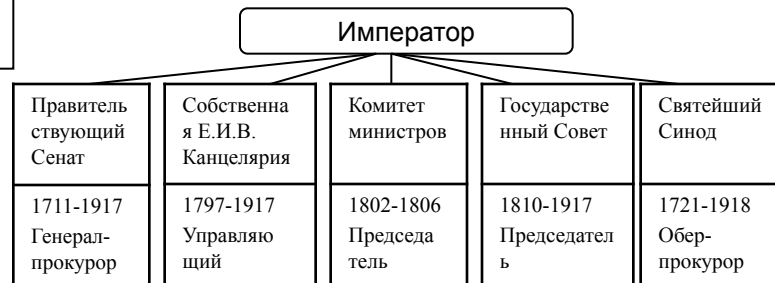 Император
Правитель
ствующий
Сенат
1711-1917
Генерал-
прокурор
Собственна
я Е.И.В.
Канцелярия
1797-1917
Управляю
щий
Комитет
министров
1802-1806
Председа
тель
Государстве
нный Совет
1810-1917
Председател
ь
Святейший
Синод
1721-1918
Обер-
прокурор